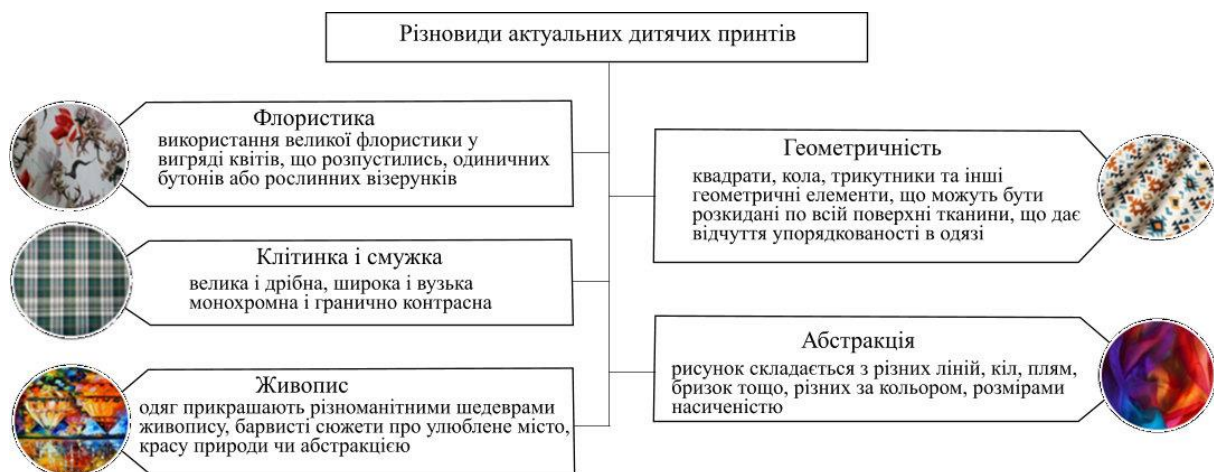 Різновиди актуальних дитячих принтів
Флористика
використання великої флористики у
вигряді квітів, що розпустились, одиничних
бутонів або рослинних візерунків
Геометричність
квадрати, кола, трикутники та інші
геометричні елементи, що можуть бути
розкидані по всій поверхні тканини, що дає
відчуття упорядкованості в одязі
Клітинка і смужка
велика і дрібна, широка і вузька
монохромна і гранично контрасна
Абстракція
рисунок складається з різних ліній, кіл, плям,
бризок тощо, різних за кольором, розмірами
насиченістю
Живопис
одяг прикрашають різноманітними шедеврами
живопису, барвисті сюжети про улюблене місто,
красу природи чи абстракцією